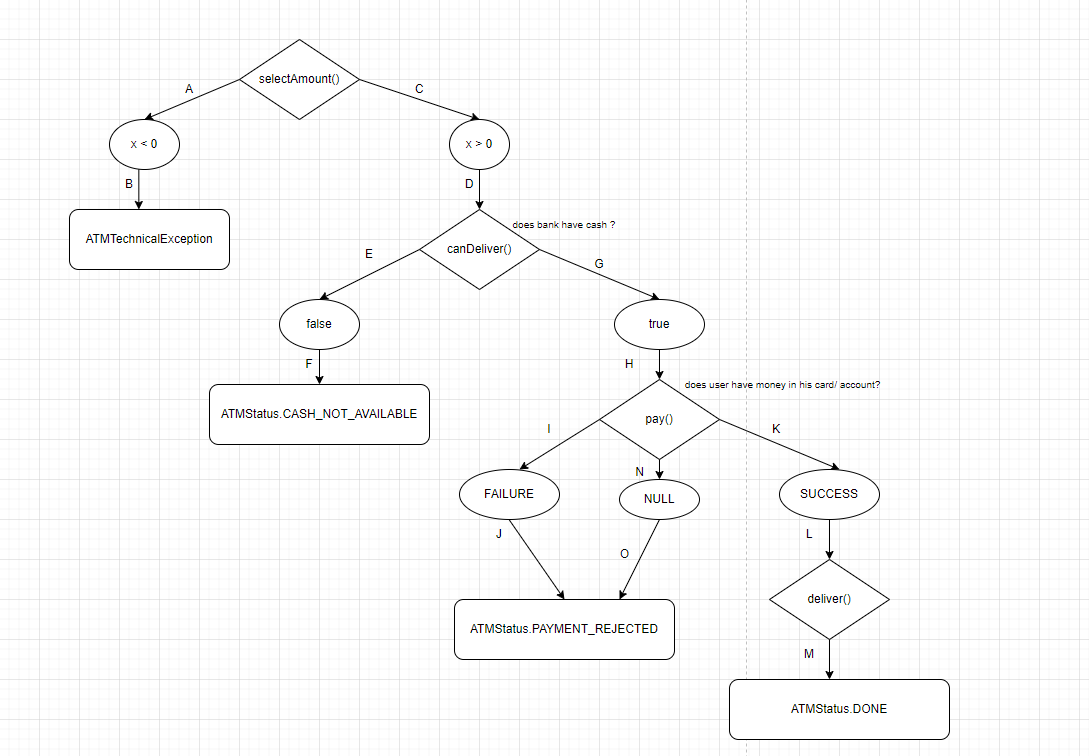 selectAmount()
A
C
x < 0
x > 0
B
D
ATMTechnicalException
does bank have cash ?
canDeliver()
E
G
false
true
F
H
does user have money in his card/ account?
ATMStatus.CASH_NOT_AVAILABLE
pay()
I
K
N
FAILURE
NULL
SUCCESS
J
O
L
deliver()
ATMStatus.PAYMENT_REJECTED
M
ATMStatus.DONE